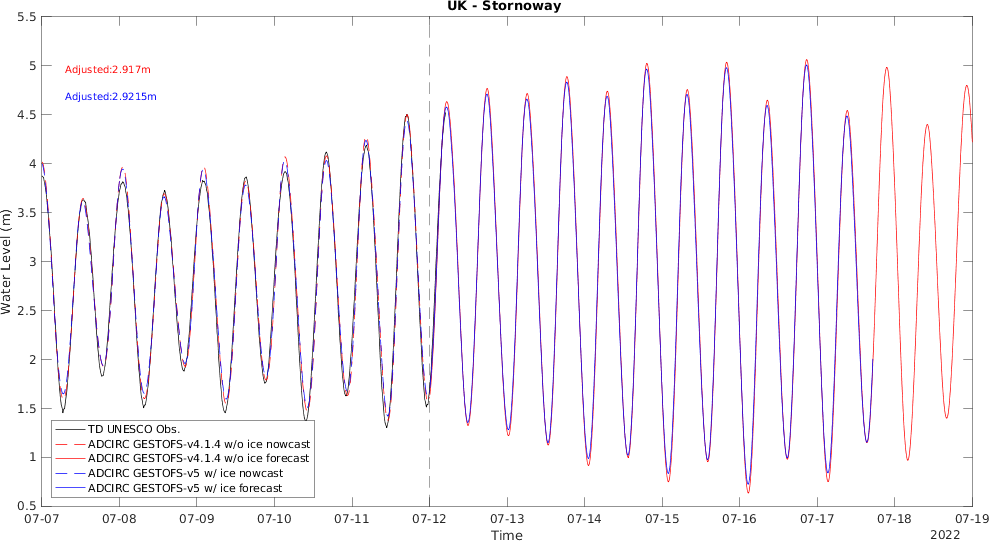 UK - Stornoway
5.5
5
4.5
4
3.5
3
2.5
2
1.5
1
0.5
Water Level (m)
Adjusted:2.917m
Adjusted:2.9215m
TD UNESCO Obs.
ADCIRC GESTOFS-v4.1.4 w/o ice nowcast
ADCIRC GESTOFS-v4.1.4 w/o ice forecast
ADCIRC GESTOFS-v5 w/ ice nowcast
ADCIRC GESTOFS-v5 w/ ice forecast
07-07 07-08 07-09 07-10 07-11 07-12 07-13 07-14 07-15 07-16 07-17 07-18 07-19
Time
2022